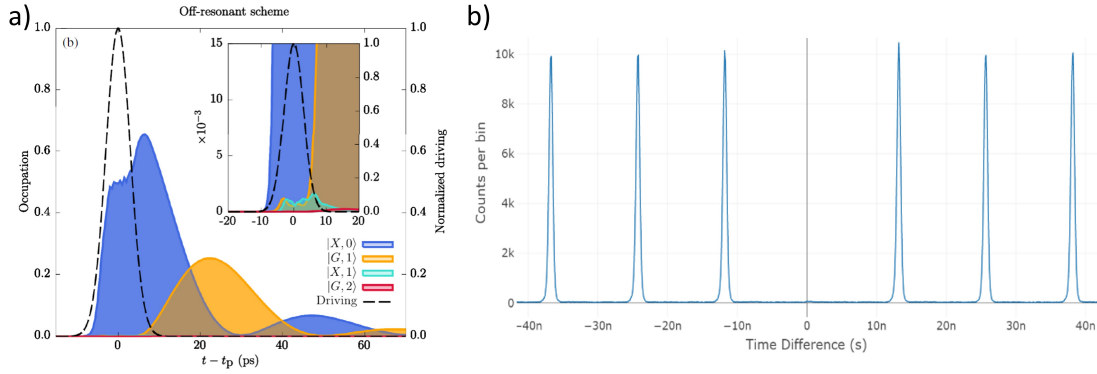 a)
Off-resonant scheme
(b)
1.0
0.8
0.6
0.4
0.2
0.0
Occupation
0
20
40
60
t − t_p (ps)
1.0
0.8
0.6
0.4
0.2
0.0
Normalized driving
15
10
5
0
×10⁻³
-20
-10
0
10
20
1.0
0.8
0.6
0.4
0.2
0.0
|X, 0⟩
|G, 1⟩
|X, 1⟩
|G, 2⟩
Driving
b)
10k
8k
6k
4k
2k
0
Counts per bin
−40n
−30n
−20n
−10n
0
10n
20n
30n
40n
Time Difference (s)